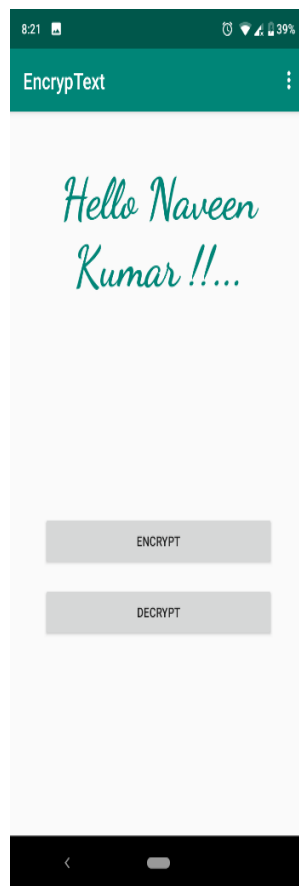 8:21 39%
EncrypText
Hello Naveen
Kumar !!...
ENCRYPT
DECRYPT